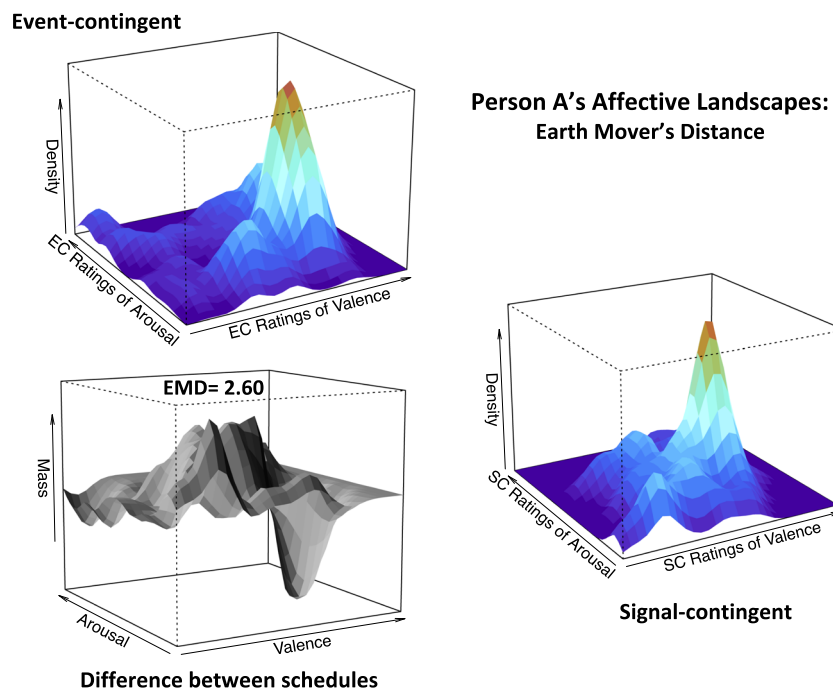 Event-contingent
Density
EC Ratings of Arousal
EC Ratings of Valence
Person A’s Affective Landscapes:
Earth Mover’s Distance
Density
SC Ratings of Arousal
SC Ratings of Valence
Signal-contingent
EMD= 2.60
Mass
Arousal
Valence
Difference between schedules